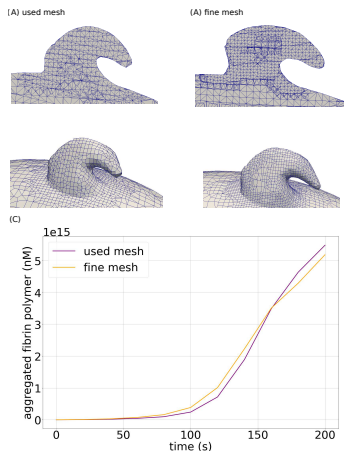 (A) used mesh
(A) fine mesh
(C)
1e15
used mesh
fine mesh
aggregated fibrin polymer (nM)
5
4
3
2
1
0
0
50
100
150
200
time (s)